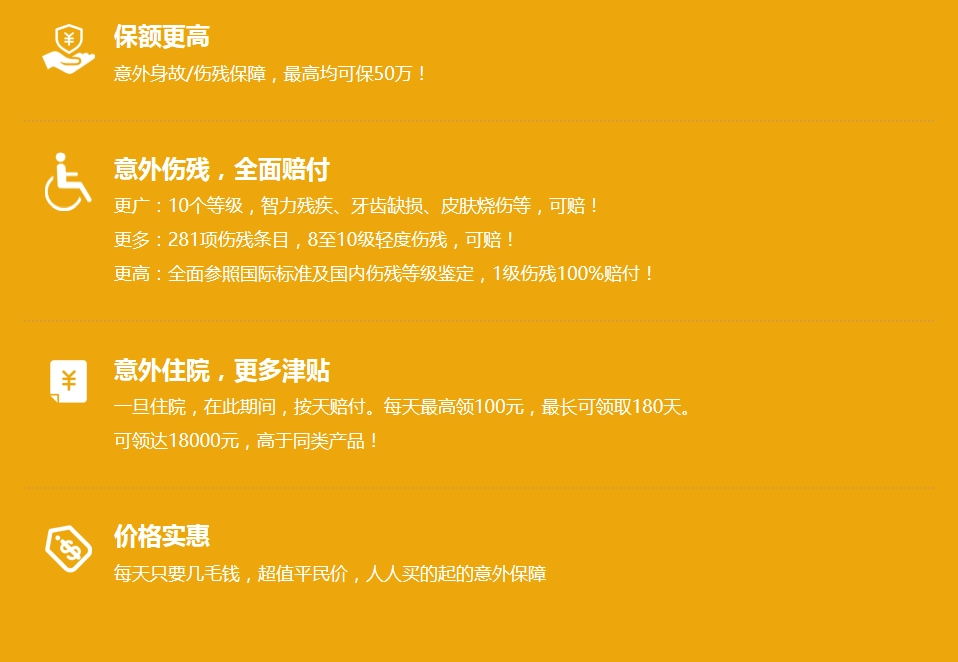 保额更高
意外身故/伤残保障，最高均可保50万！
意外伤残，全面赔付
更广：10个等级，智力残疾、牙齿缺损、皮肤烧伤等，可赔！
更多：281项伤残条目，8至10级轻度伤残，可赔！
更高：全面参照国际标准及国内伤残等级鉴定，1级伤残100%赔付！
意外住院，更多津贴
一旦住院，在此期间，按天赔付。每天最高领100元，最长可领取180天。
可领达18000元，高于同类产品！
价格实惠
每天只要几毛钱，超值平民价，人人买的起的意外保障